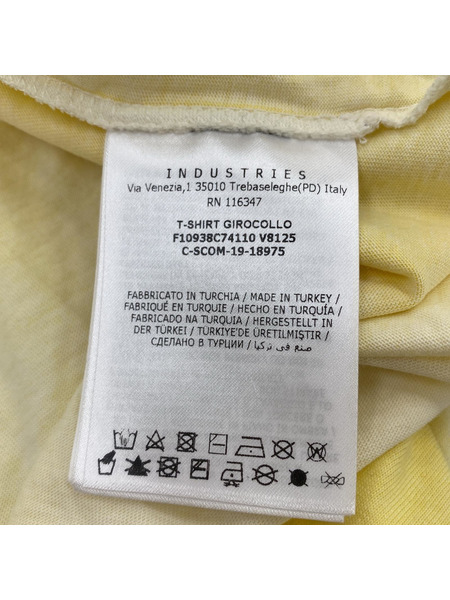 INDUSTRIES
Via Venezia,1 35010 Trebaseleghe(PD) Italy
RN 116347
T-SHIRT GIROCOLLO
F10938C74110 V8125
C-SCOM-19-18975
FABBRICATO IN TURCHIA / MADE IN TURKEY /
FABRIQUÉ EN TURQUIE / HECHO EN TURQUÍA /
FABRICADO NA TURQUIA / HERGESTELLT IN
DER TÜRKEI / TÜRKIYE'DE ÜRETILMIŞTIR /
СДЕЛАНО В ТУРЦИИ / صنع في تركيا